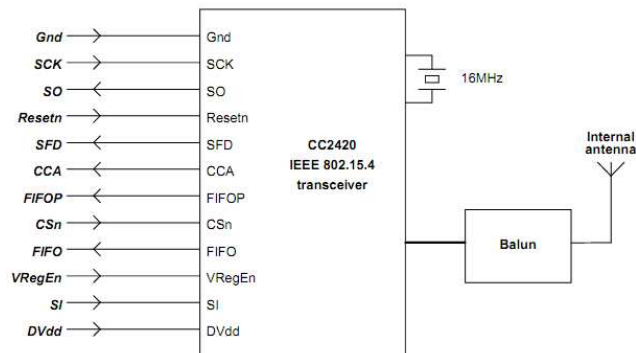 Gnd Gnd
SCK SCK
SO SO
Resetn Resetn
SFD SFD
CCA CCA
FIFOP FIFOP
CSn CSn
FIFO FIFO
VRegEn VRegEn
SI SI
DVdd DVdd
CC2420
IEEE 802.15.4
transceiver
16MHz
Internal
antenna
Balun